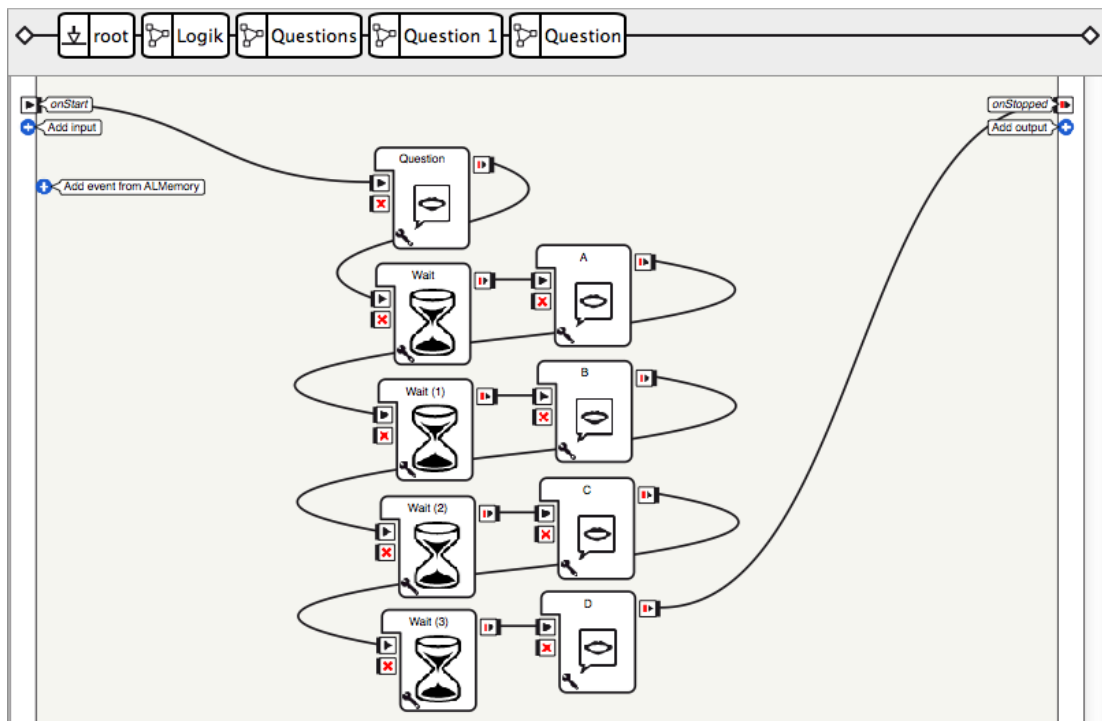 root Logik Questions Question 1 Question
onStart
onStopped
Add input
Add output
Add event from ALMemory
Question
Wait
A
Wait (1)
B
Wait (2)
C
Wait (3)
D